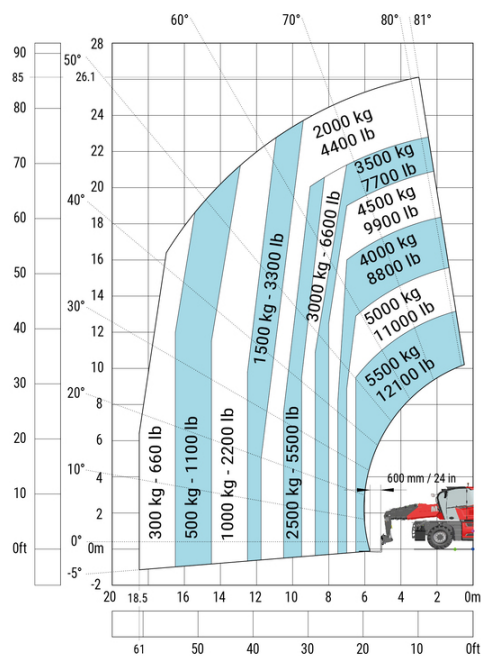 60°
70°
80°
81°
90
28
50°
85
26.1
80
24
2000 kg
4400 lb
70
22
3500 kg
7700 lb
20
4500 kg
9900 lb
40°
60
18
3000 kg - 6600 lb
4000 kg
8800 lb
16
50
1500 kg - 3300 lb
14
5000 kg
11000 lb
30°
40
12
10
5500 kg
12100 lb
30
20°
8
300 kg - 660 lb
500 kg - 1100 lb
1000 kg - 2200 lb
2500 kg - 5500 lb
20
6
10°
4
600 mm / 24 in
10
2
0°
0ft
0m
-5°
-2
20
18.5
16
14
12
10
8
6
4
2
0m
61
50
40
30
20
10
0ft